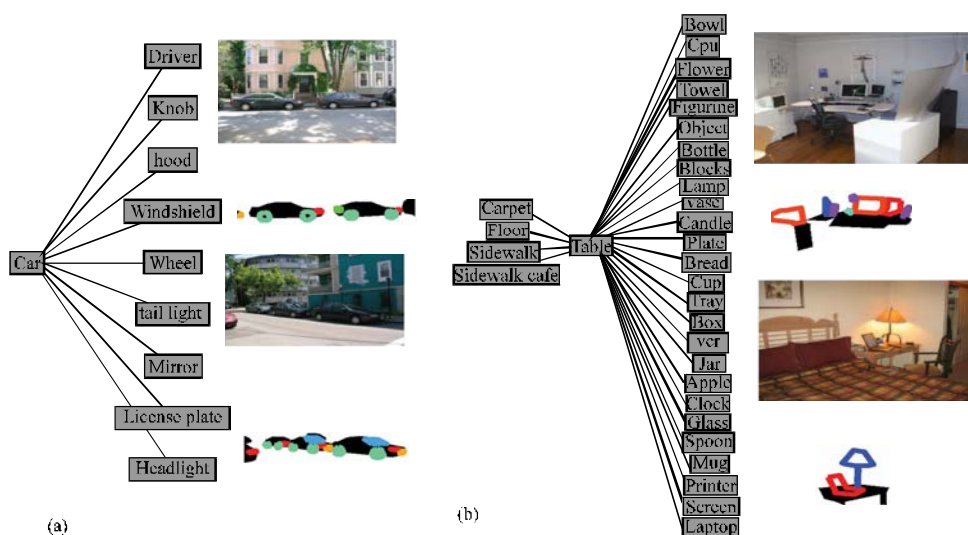 Driver
Knob
hood
Windshield
Car
Wheel
tail light
Mirror
License plate
Headlight
(a)
Carpet
Floor
Sidewalk
Sidewalk cafe
Table
Bowl
Cpu
Flower
Towel
Figurine
Object
Bottle
Blocks
Lamp
vase
Candle
Plate
Bread
Cup
Tray
Box
vcr
Jar
Apple
Clock
Glass
Spoon
Mug
Printer
Screen
Laptop
(b)